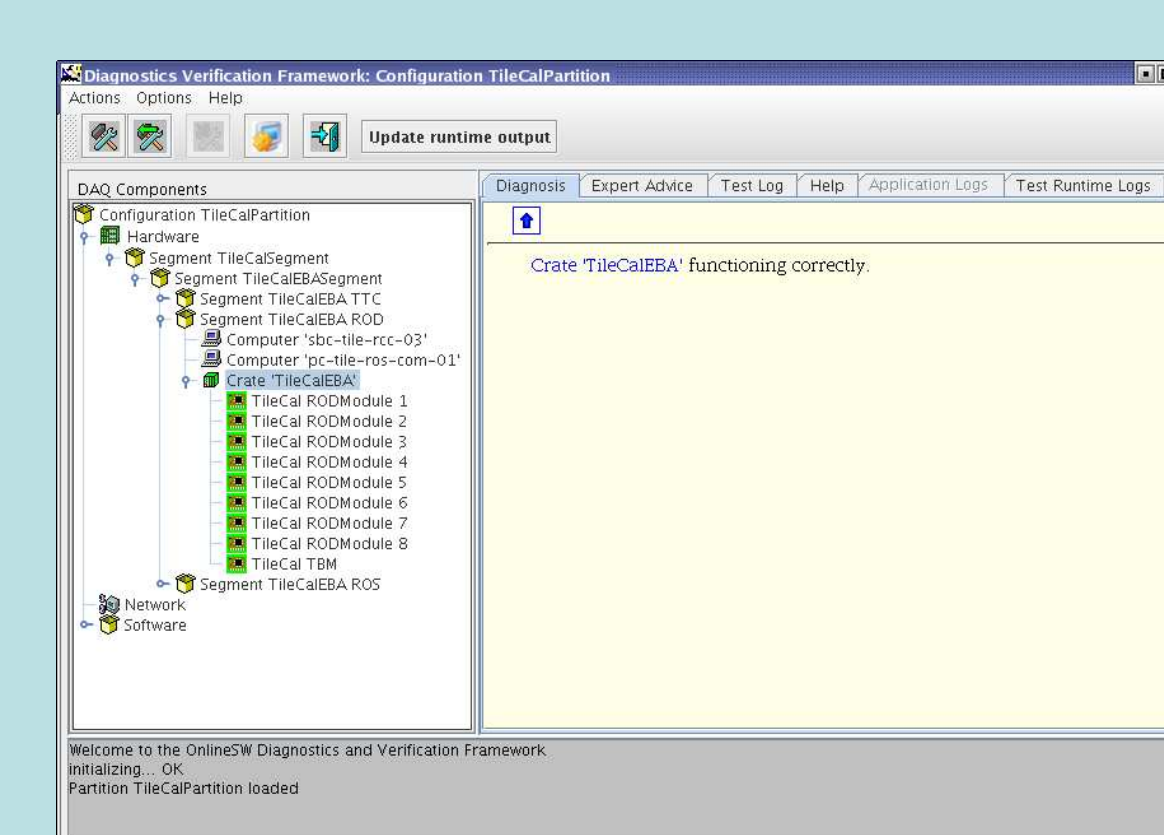 Diagnostics Verification Framework: Configuration TileCalPartition
Actions Options Help
Update runtime output
DAQ Components
Configuration TileCalPartition
Hardware
Segment TileCalSegment
Segment TileCalEBASegment
Segment TileCalEBA TTC
Segment TileCalEBA ROD
Computer 'sbc-tile-rcc-03'
Computer 'pc-tile-ros-com-01'
Crate 'TileCalEBA'
TileCal RODModule 1
TileCal RODModule 2
TileCal RODModule 3
TileCal RODModule 4
TileCal RODModule 5
TileCal RODModule 6
TileCal RODModule 7
TileCal RODModule 8
TileCal TBM
Segment TileCalEBA ROS
Network
Software
Diagnosis Expert Advice Test Log Help Application Logs Test Runtime Logs
Crate 'TileCalEBA' functioning correctly.
Welcome to the OnlineSW Diagnostics and Verification Framework
initializing... OK
Partition TileCalPartition loaded